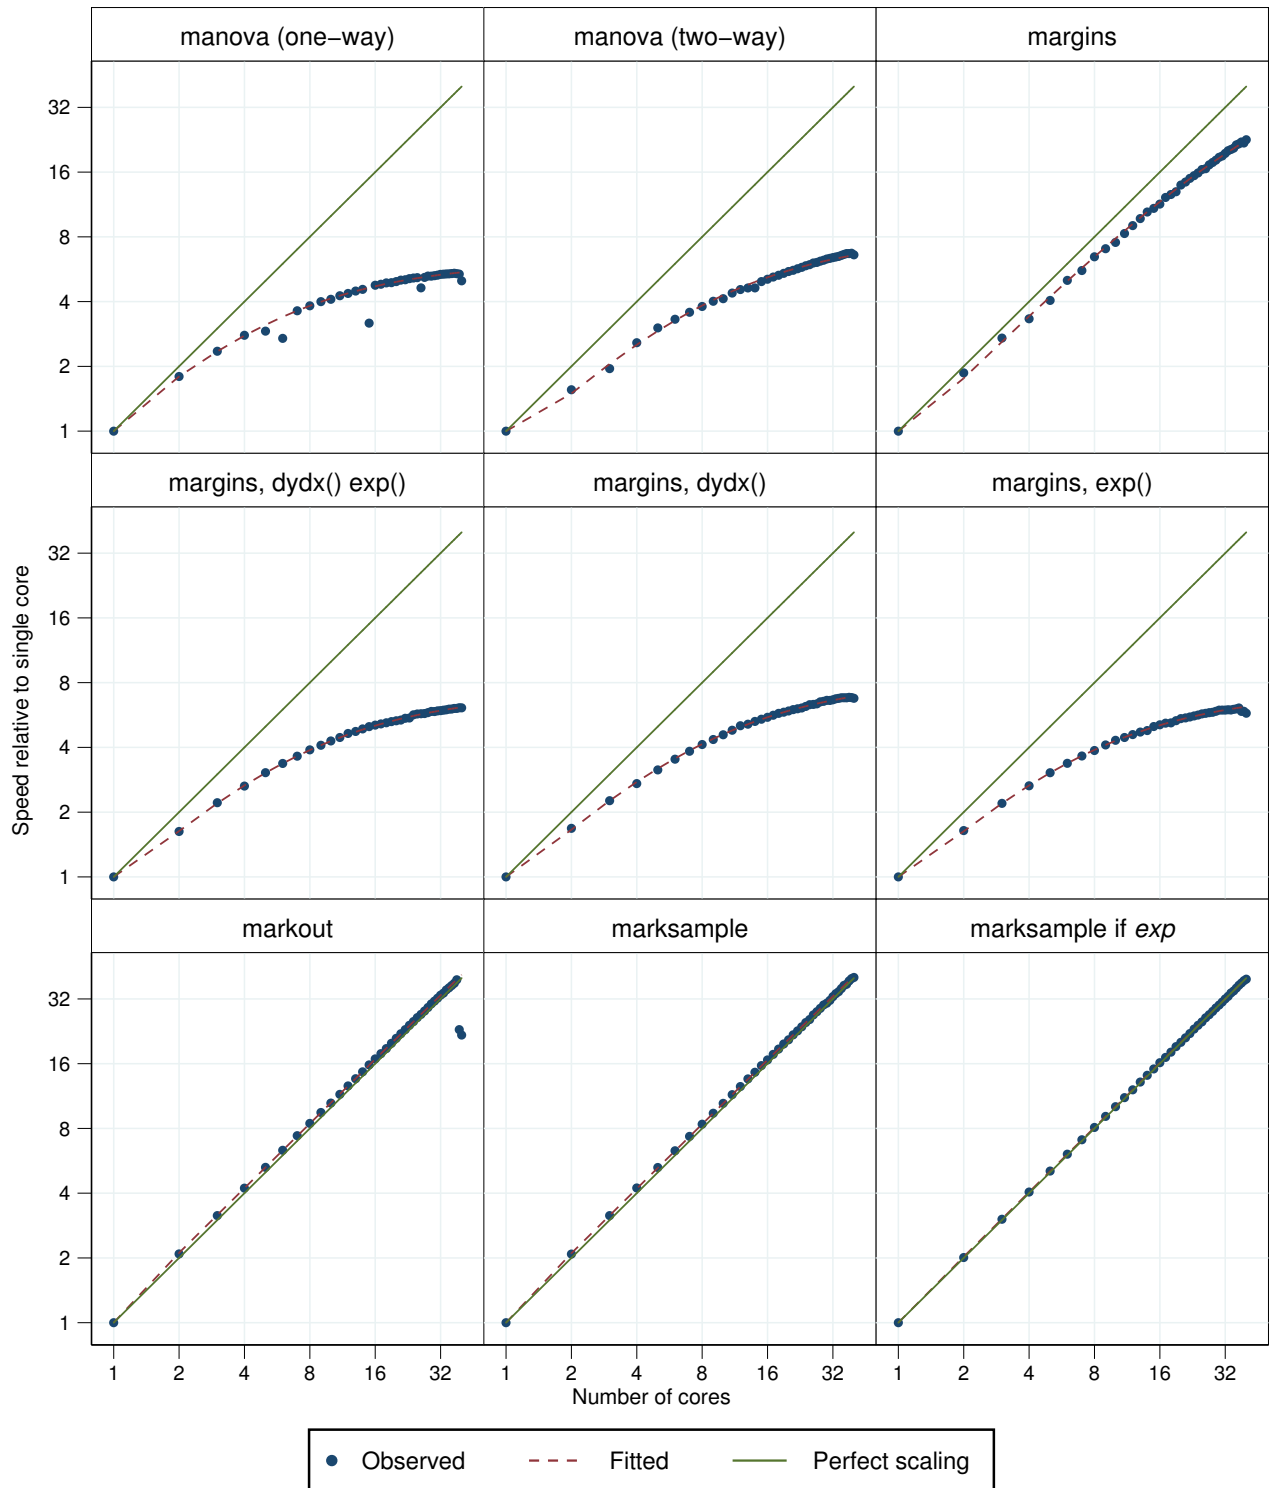 manova (one−way)
manova (two−way)
margins
32
16
8
4
2
1
margins, dydx() exp()
margins, dydx()
margins, exp()
32
16
8
4
2
1
Speed relative to single core
markout
marksample
marksample if exp
32
16
8
4
2
1
1 2 4 8 16 32
1 2 4 8 16 32
1 2 4 8 16 32
Number of cores
Observed
Fitted
Perfect scaling